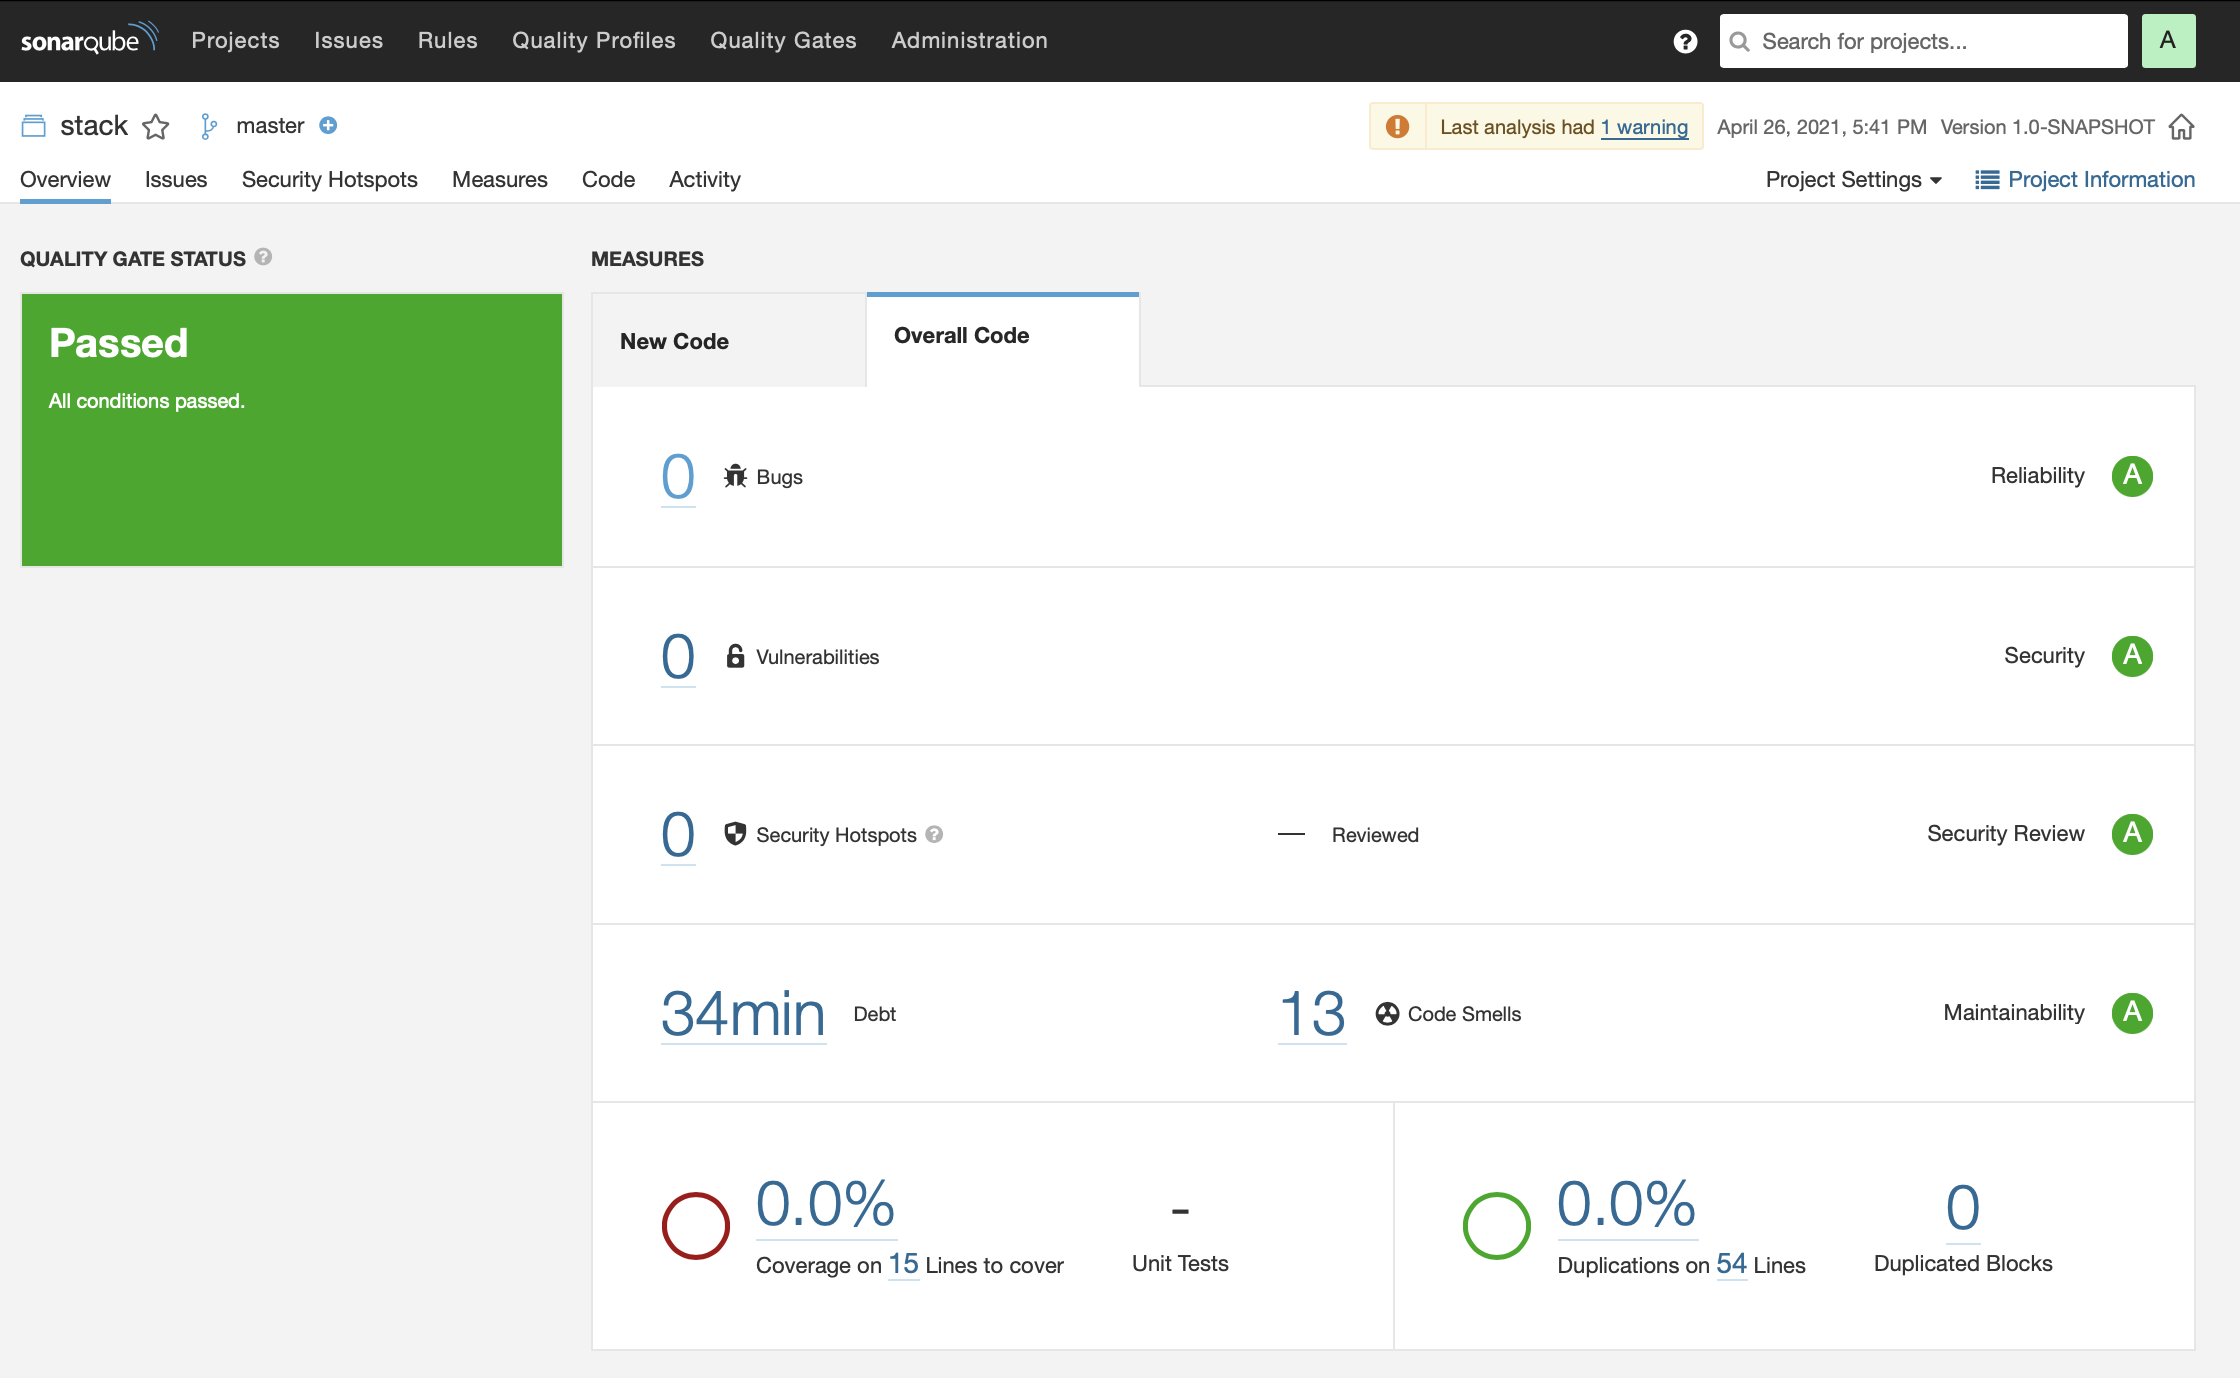 sonarqube Projects Issues Rules Quality Profiles Quality Gates Administration ? Search for projects... A
stack master Last analysis had 1 warning April 26, 2021, 5:41 PM Version 1.0-SNAPSHOT
Overview Issues Security Hotspots Measures Code Activity Project Settings Project Information
QUALITY GATE STATUS ? MEASURES
Passed
All conditions passed.
New Code Overall Code
0 Bugs Reliability A
0 Vulnerabilities Security A
0 Security Hotspots ? — Reviewed Security Review A
34min Debt 13 Code Smells Maintainability A
0.0% - 0.0% 0
Coverage on 15 Lines to cover Unit Tests Duplications on 54 Lines Duplicated Blocks